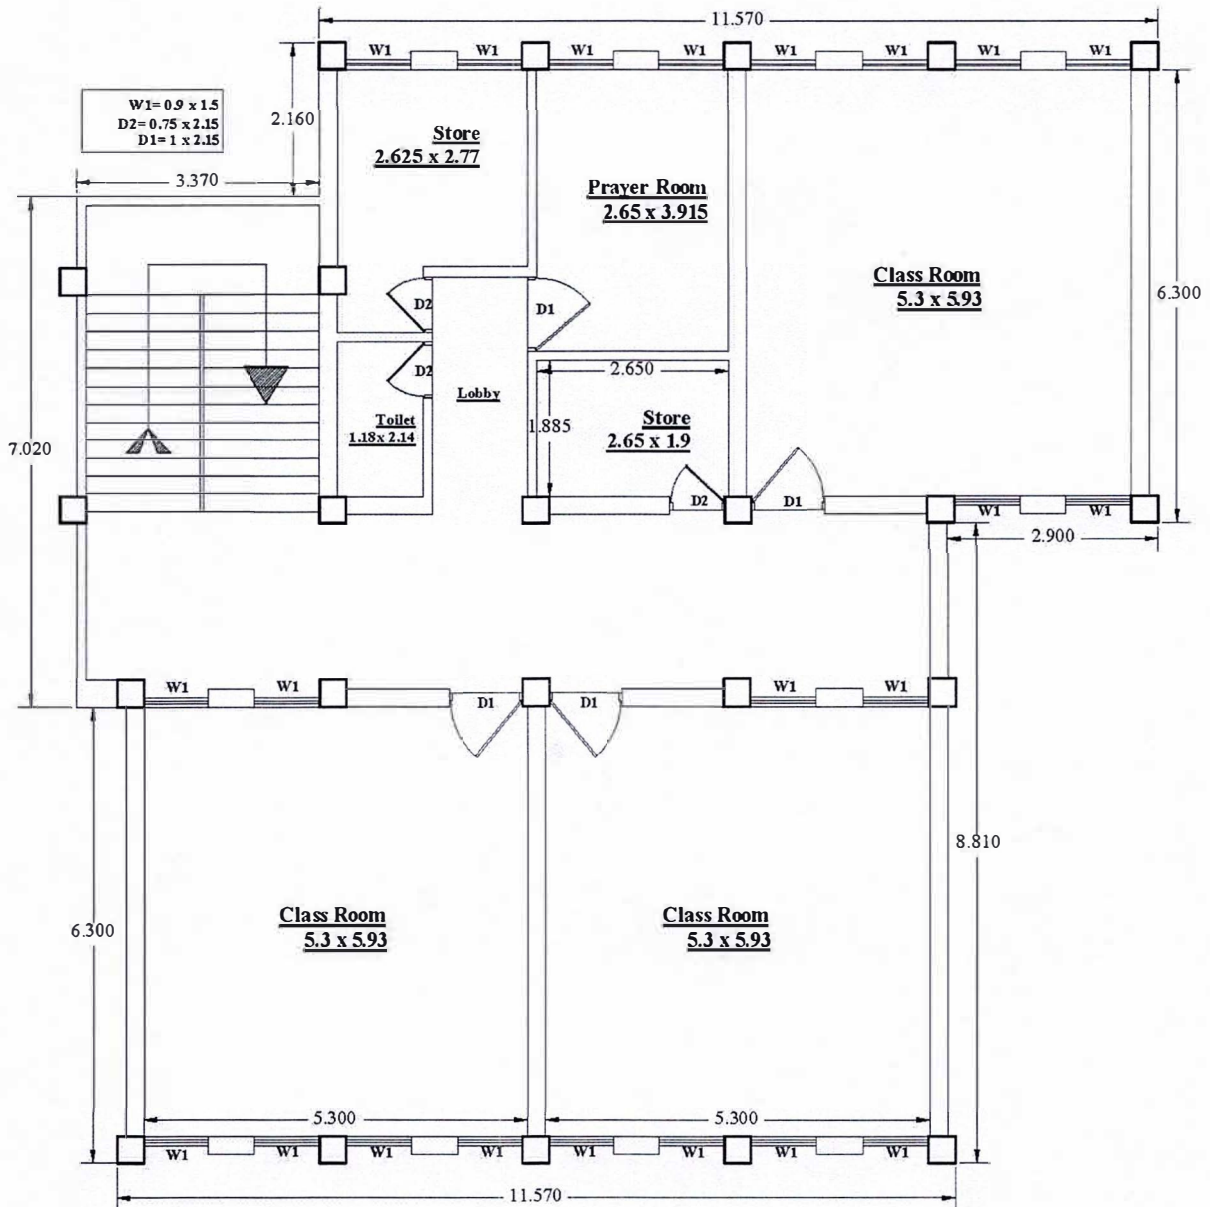 11.570
W1 W1 W1 W1 W1 W1 W1 W1
W1= 0.9 x 1.5
D2= 0.75 x 2.15
D1= 1 x 2.15
2.160
Store
2.625 x 2.77
3.370
Prayer Room
2.65 x 3.915
Class Room
5.3 x 5.93
6.300
D2
D1
2.650
D2
Lobby
Toilet
1.18x 2.14
1.885
Store
2.65 x 1.9
7.020
D2
D1
W1 W1
2.900
W1 W1
D1
D1
W1 W1
8.810
6.300
Class Room
5.3 x 5.93
Class Room
5.3 x 5.93
5.300
5.300
W1 W1 W1 W1 W1 W1 W1 W1
11.570